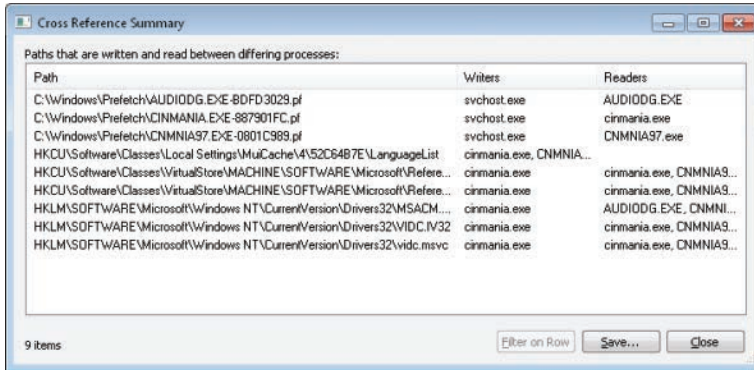 Cross Reference Summary
Paths that are written and read between differing processes:
Path Writers Readers
C:\Windows\Prefetch\AUDIODG.EXE-BDFD3029.pf svchost.exe AUDIODG.EXE
C:\Windows\Prefetch\CINMANIA.EXE-887901FC.pf svchost.exe cinmania.exe
C:\Windows\Prefetch\CNMNIA97.EXE-0801C989.pf svchost.exe CNMNIA97.exe
HKCU\Software\Classes\Local Settings\MuiCache\4\52C64B7E\LanguageList cinmania.exe, CNMNIA...
HKCU\Software\Classes\VirtualStore\MACHINE\SOFTWARE\Microsoft\Refere... cinmania.exe cinmania.exe, CNMNIA9...
HKCU\Software\Classes\VirtualStore\MACHINE\SOFTWARE\Microsoft\Refere... cinmania.exe cinmania.exe, CNMNIA9...
HKLM\SOFTWARE\Microsoft\Windows NT\CurrentVersion\Drivers32\MSACM.... cinmania.exe AUDIODG.EXE, CNMNI...
HKLM\SOFTWARE\Microsoft\Windows NT\CurrentVersion\Drivers32\VIDC.IV32 cinmania.exe cinmania.exe, CNMNIA9...
HKLM\SOFTWARE\Microsoft\Windows NT\CurrentVersion\Drivers32\vidc.msvc cinmania.exe cinmania.exe, CNMNIA9...
9 items Filter on Row Save... Close